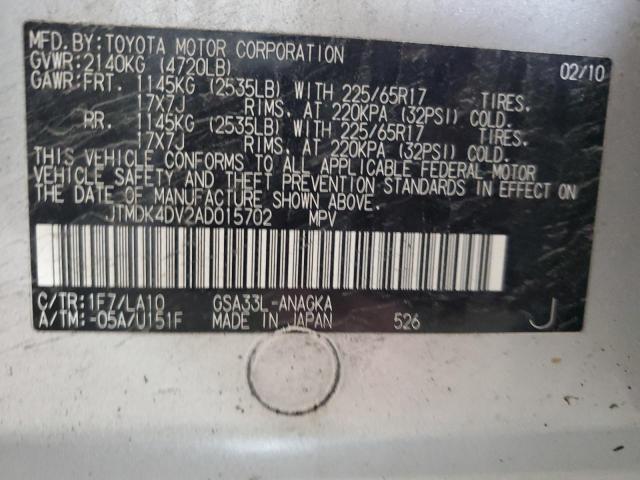 MFD.BY:TOYOTA MOTOR CORPORATION 02/10
GVWR:2140KG (4720LB)
GAWR:FRT. 1145KG (2535LB) WITH 225/65R17 TIRES.
17X7J RIMS, AT 220KPA (32PSI) COLD.
RR. 1145KG (2535LB) WITH 225/65R17 TIRES.
17X7J RIMS, AT 220KPA (32PSI) COLD.
THIS VEHICLE CONFORMS TO ALL APPLICABLE FEDERAL MOTOR
VEHICLE SAFETY AND THEFT PREVENTION STANDARDS IN EFFECT ON
THE DATE OF MANUFACTURE SHOWN ABOVE.
JTMDK4DV2AD015702 MPV
C/TR:1F7/LA10 GSA33L-ANAGKA
A/TM:-05A/U151F MADE IN JAPAN 526 J